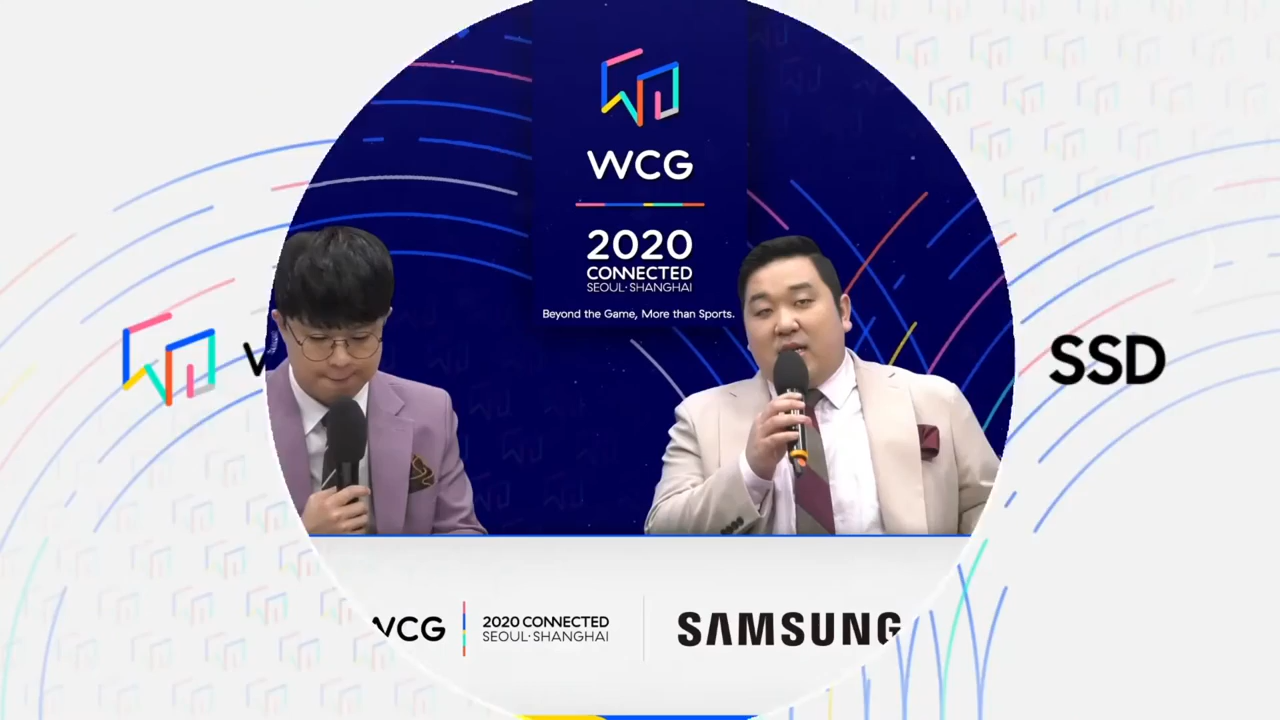 WCG
2020
CONNECTED
SEOUL·SHANGHAI
Beyond the Game, More than Sports.
SSD
WCG
2020 CONNECTED
SEOUL·SHANGHAI
SAMSUNG